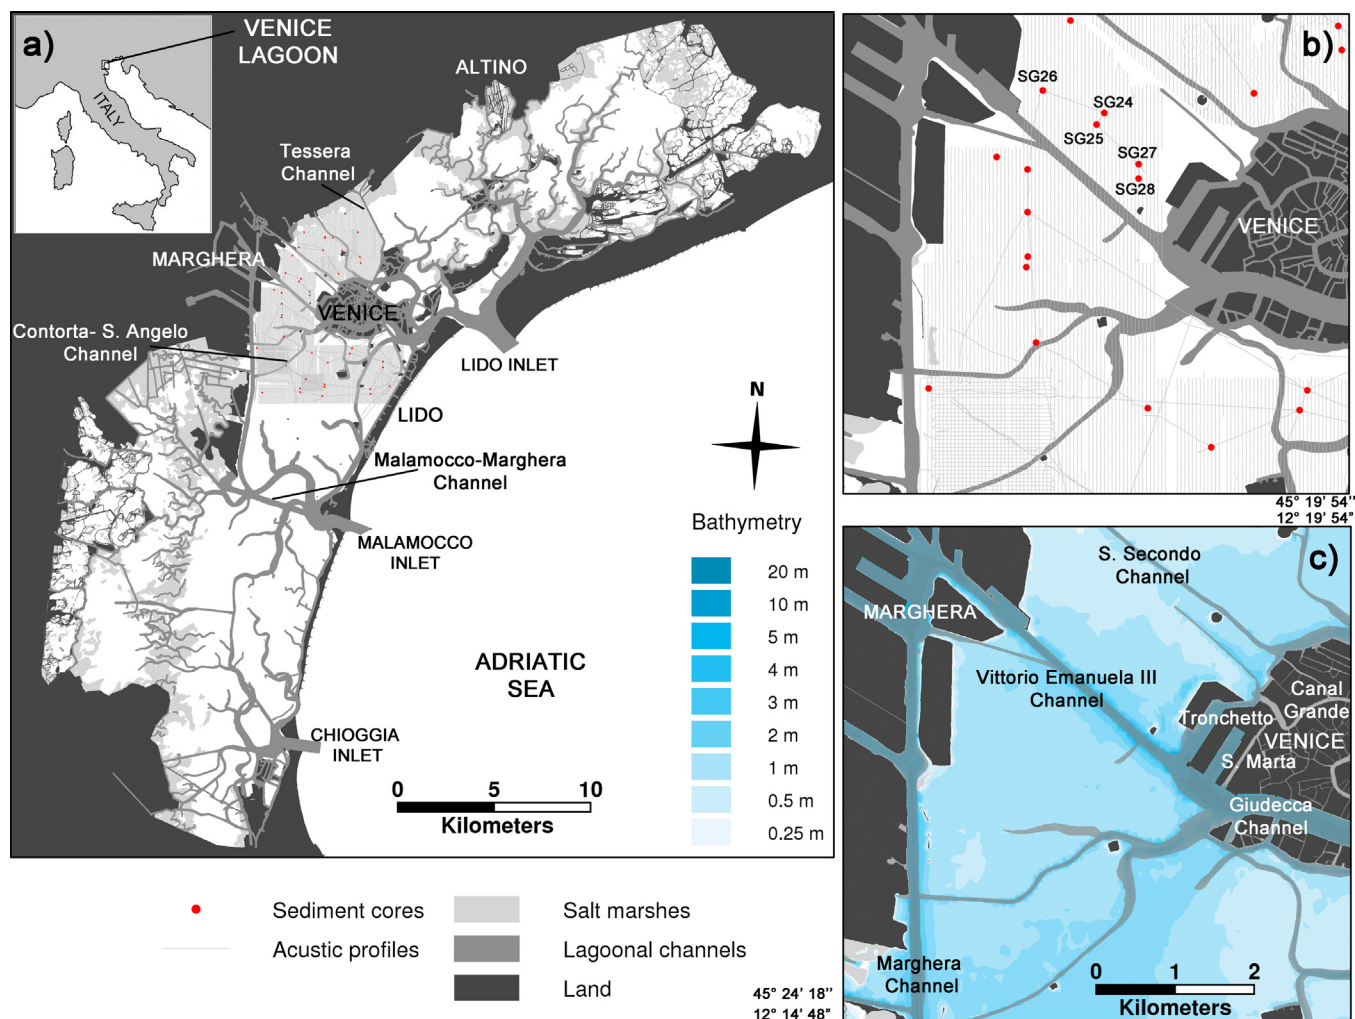 a)
VENICE
LAGOON
ITALY
ALTINO
Tessera
Channel
MARGHERA
VENICE
Contorta- S. Angelo
Channel
LIDO INLET
LIDO
N
Malamocco-Marghera
Channel
MALAMOCCO
INLET
ADRIATIC
SEA
CHIOGGIA
INLET
0 5 10
Kilometers
Bathymetry
20 m
10 m
5 m
4 m
3 m
2 m
1 m
0.5 m
0.25 m
Sediment cores
Acustic profiles
Salt marshes
Lagoonal channels
Land
45° 24' 18''
12° 14' 48"
b)
SG26
SG24
SG25
SG27
SG28
VENICE
45° 19' 54''
12° 19' 54"
c)
S. Secondo
Channel
MARGHERA
Vittorio Emanuela III
Channel
Canal
Grande
Tronchetto
VENICE
S. Marta
Giudecca
Channel
Marghera
Channel
0 1 2
Kilometers